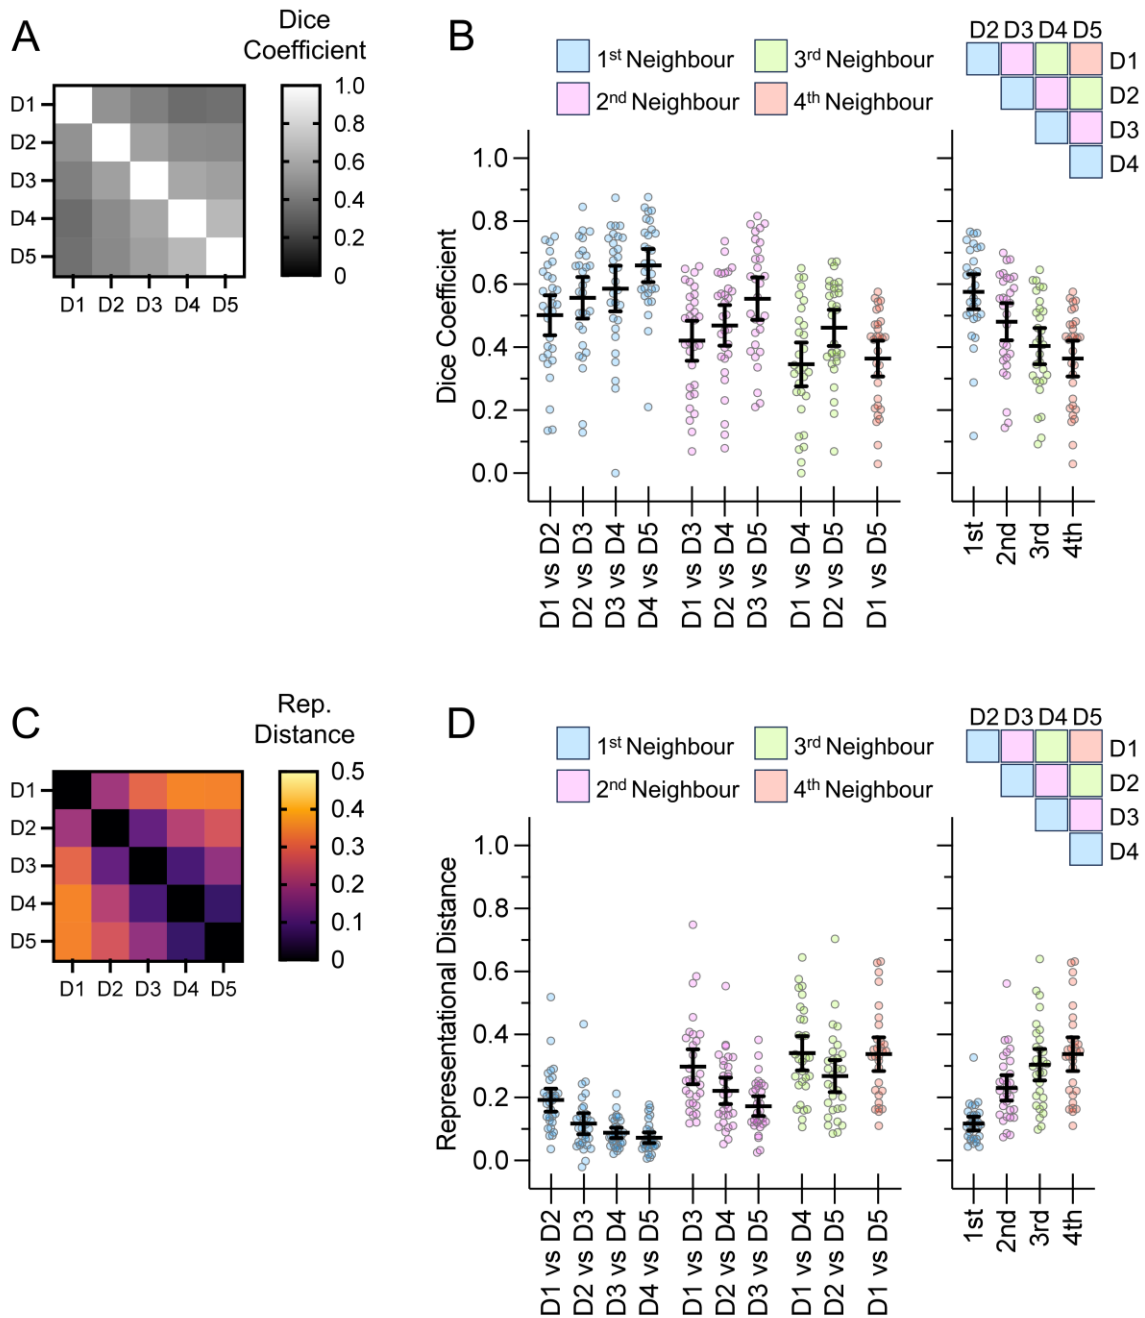 A
Dice
Coefficient
D1
D2
D3
D4
D5
D1 D2 D3 D4 D5
1.0
0.8
0.6
0.4
0.2
0
B
1st Neighbour
3rd Neighbour
2nd Neighbour
4th Neighbour
D2 D3 D4 D5
D1
D2
D3
D4
Dice Coefficient
1.0
0.8
0.6
0.4
0.2
0.0
D1 vs D2
D2 vs D3
D3 vs D4
D4 vs D5
D1 vs D3
D2 vs D4
D3 vs D5
D1 vs D4
D2 vs D5
D1 vs D5
1st
2nd
3rd
4th
C
Rep.
Distance
D1
D2
D3
D4
D5
D1 D2 D3 D4 D5
0.5
0.4
0.3
0.2
0.1
0
D
1st Neighbour
3rd Neighbour
2nd Neighbour
4th Neighbour
D2 D3 D4 D5
D1
D2
D3
D4
Representational Distance
1.0
0.8
0.6
0.4
0.2
0.0
D1 vs D2
D2 vs D3
D3 vs D4
D4 vs D5
D1 vs D3
D2 vs D4
D3 vs D5
D1 vs D4
D2 vs D5
D1 vs D5
1st
2nd
3rd
4th